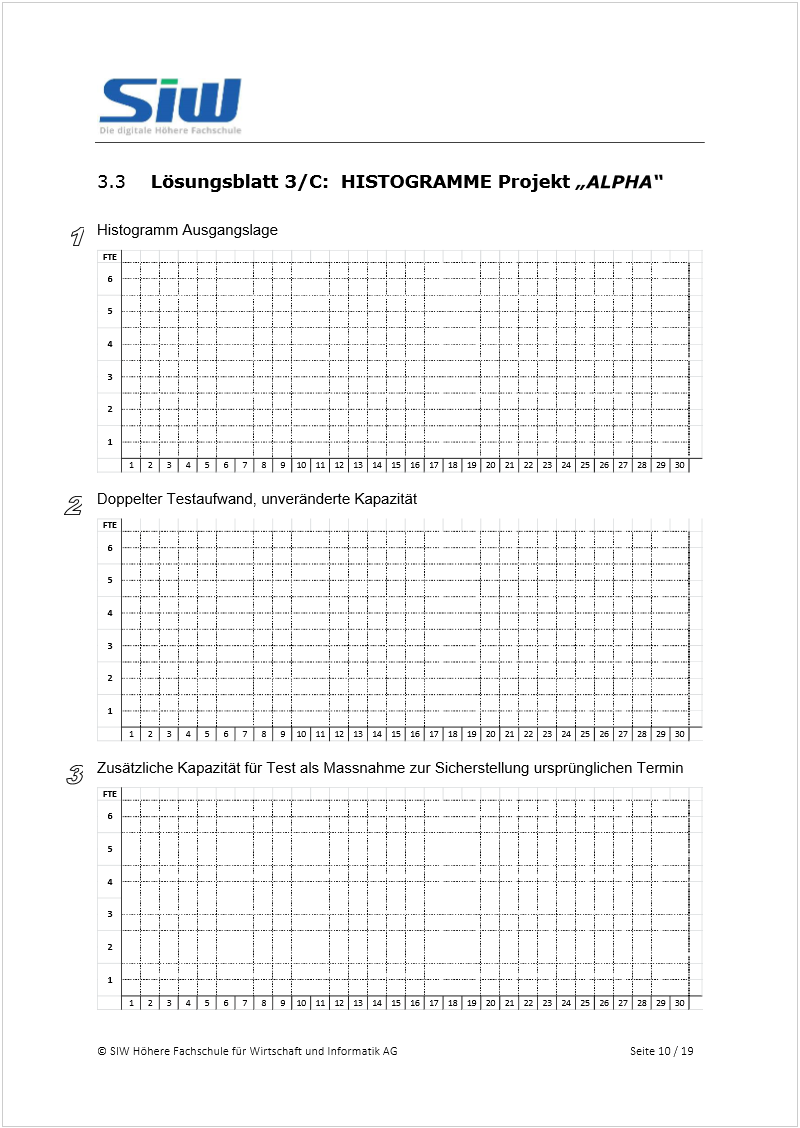 SIW
Die digitale Höhere Fachschule
3.3 Lösungsblatt 3/C: HISTOGRAMME Projekt „ALPHA“
1 Histogramm Ausgangslage
FTE
6
5
4
3
2
1
1 2 3 4 5 6 7 8 9 10 11 12 13 14 15 16 17 18 19 20 21 22 23 24 25 26 27 28 29 30
2 Doppelter Testaufwand, unveränderte Kapazität
FTE
6
5
4
3
2
1
1 2 3 4 5 6 7 8 9 10 11 12 13 14 15 16 17 18 19 20 21 22 23 24 25 26 27 28 29 30
3 Zusätzliche Kapazität für Test als Massnahme zur Sicherstellung ursprünglichen Termin
FTE
6
5
4
3
2
1
1 2 3 4 5 6 7 8 9 10 11 12 13 14 15 16 17 18 19 20 21 22 23 24 25 26 27 28 29 30
© SIW Höhere Fachschule für Wirtschaft und Informatik AG Seite 10 / 19